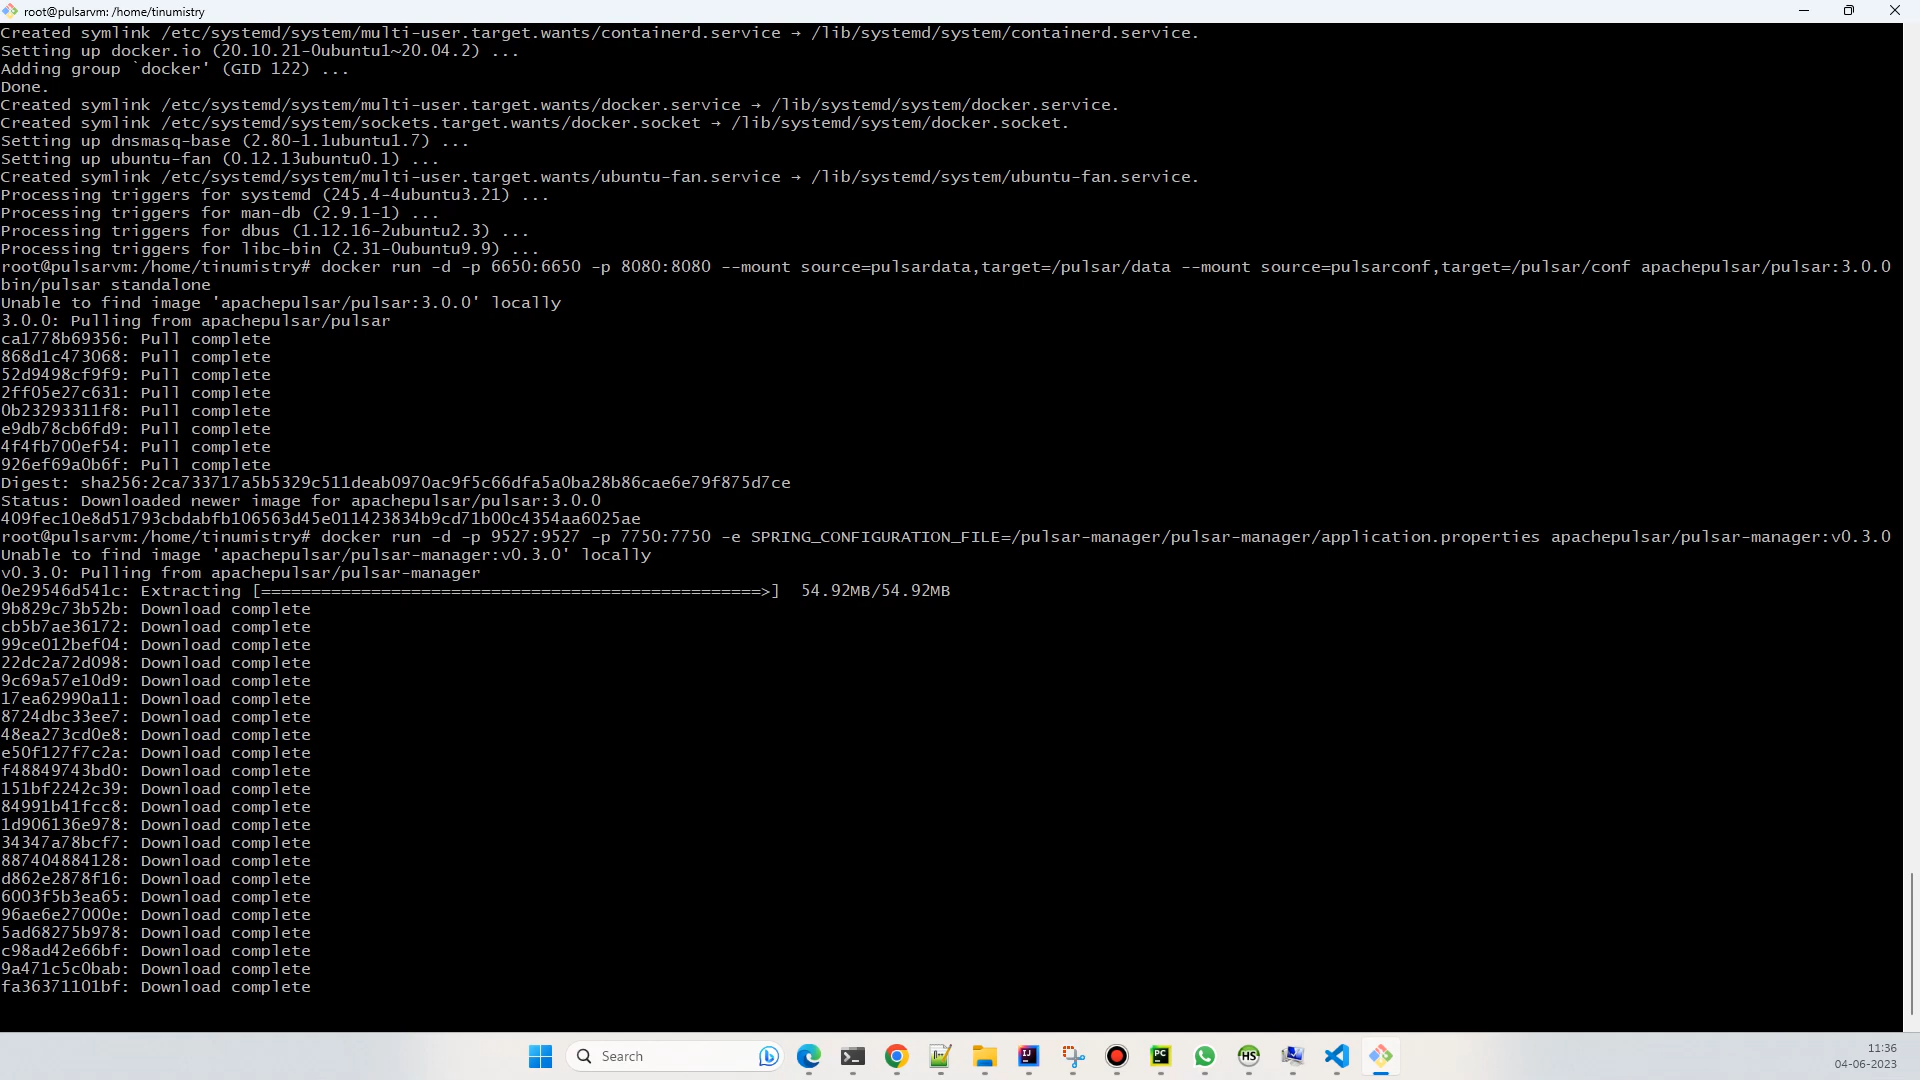 root@pulsarvm: /home/tinumistry
Created symlink /etc/systemd/system/multi-user.target.wants/containerd.service → /lib/systemd/system/containerd.service.
Setting up docker.io (20.10.21-0ubuntu1~20.04.2) ...
Adding group `docker' (GID 122) ...
Done.
Created symlink /etc/systemd/system/multi-user.target.wants/docker.service → /lib/systemd/system/docker.service.
Created symlink /etc/systemd/system/sockets.target.wants/docker.socket → /lib/systemd/system/docker.socket.
Setting up dnsmasq-base (2.80-1.1ubuntu1.7) ...
Setting up ubuntu-fan (0.12.13ubuntu0.1) ...
Created symlink /etc/systemd/system/multi-user.target.wants/ubuntu-fan.service → /lib/systemd/system/ubuntu-fan.service.
Processing triggers for systemd (245.4-4ubuntu3.21) ...
Processing triggers for man-db (2.9.1-1) ...
Processing triggers for dbus (1.12.16-2ubuntu2.3) ...
Processing triggers for libc-bin (2.31-0ubuntu9.9) ...
root@pulsarvm:/home/tinumistry# docker run -d -p 6650:6650 -p 8080:8080 --mount source=pulsardata,target=/pulsar/data --mount source=pulsarconf,target=/pulsar/conf apachepulsar/pulsar:3.0.0
bin/pulsar standalone
Unable to find image 'apachepulsar/pulsar:3.0.0' locally
3.0.0: Pulling from apachepulsar/pulsar
ca1778b69356: Pull complete
868d1c473068: Pull complete
52d9498cf9f9: Pull complete
2ff05e27c631: Pull complete
0b23293311f8: Pull complete
e9db78cb6fd9: Pull complete
4f4fb700ef54: Pull complete
926ef69a0b6f: Pull complete
Digest: sha256:2ca733717a5b5329c511deab0970ac9f5c66dfa5a0ba28b86cae6e79f875d7ce
Status: Downloaded newer image for apachepulsar/pulsar:3.0.0
409fec10e8d51793cbdabfb106563d45e011423834b9cd71b00c4354aa6025ae
root@pulsarvm:/home/tinumistry# docker run -d -p 9527:9527 -p 7750:7750 -e SPRING_CONFIGURATION_FILE=/pulsar-manager/pulsar-manager/application.properties apachepulsar/pulsar-manager:v0.3.0
Unable to find image 'apachepulsar/pulsar-manager:v0.3.0' locally
v0.3.0: Pulling from apachepulsar/pulsar-manager
0e29546d541c: Extracting [==================================================>]  54.92MB/54.92MB
9b829c73b52b: Download complete
cb5b7ae36172: Download complete
99ce012bef04: Download complete
22dc2a72d098: Download complete
9c69a57e10d9: Download complete
17ea62990a11: Download complete
8724dbc33ee7: Download complete
48ea273cd0e8: Download complete
e50f127f7c2a: Download complete
f48849743bd0: Download complete
151bf2242c39: Download complete
84991b41fcc8: Download complete
1d906136e978: Download complete
34347a78bcf7: Download complete
887404884128: Download complete
d862e2878f16: Download complete
6003f5b3ea65: Download complete
96ae6e27000e: Download complete
5ad68275b978: Download complete
c98ad42e66bf: Download complete
9a471c5c0bab: Download complete
fa36371101bf: Download complete
Search
11:36
04-06-2023